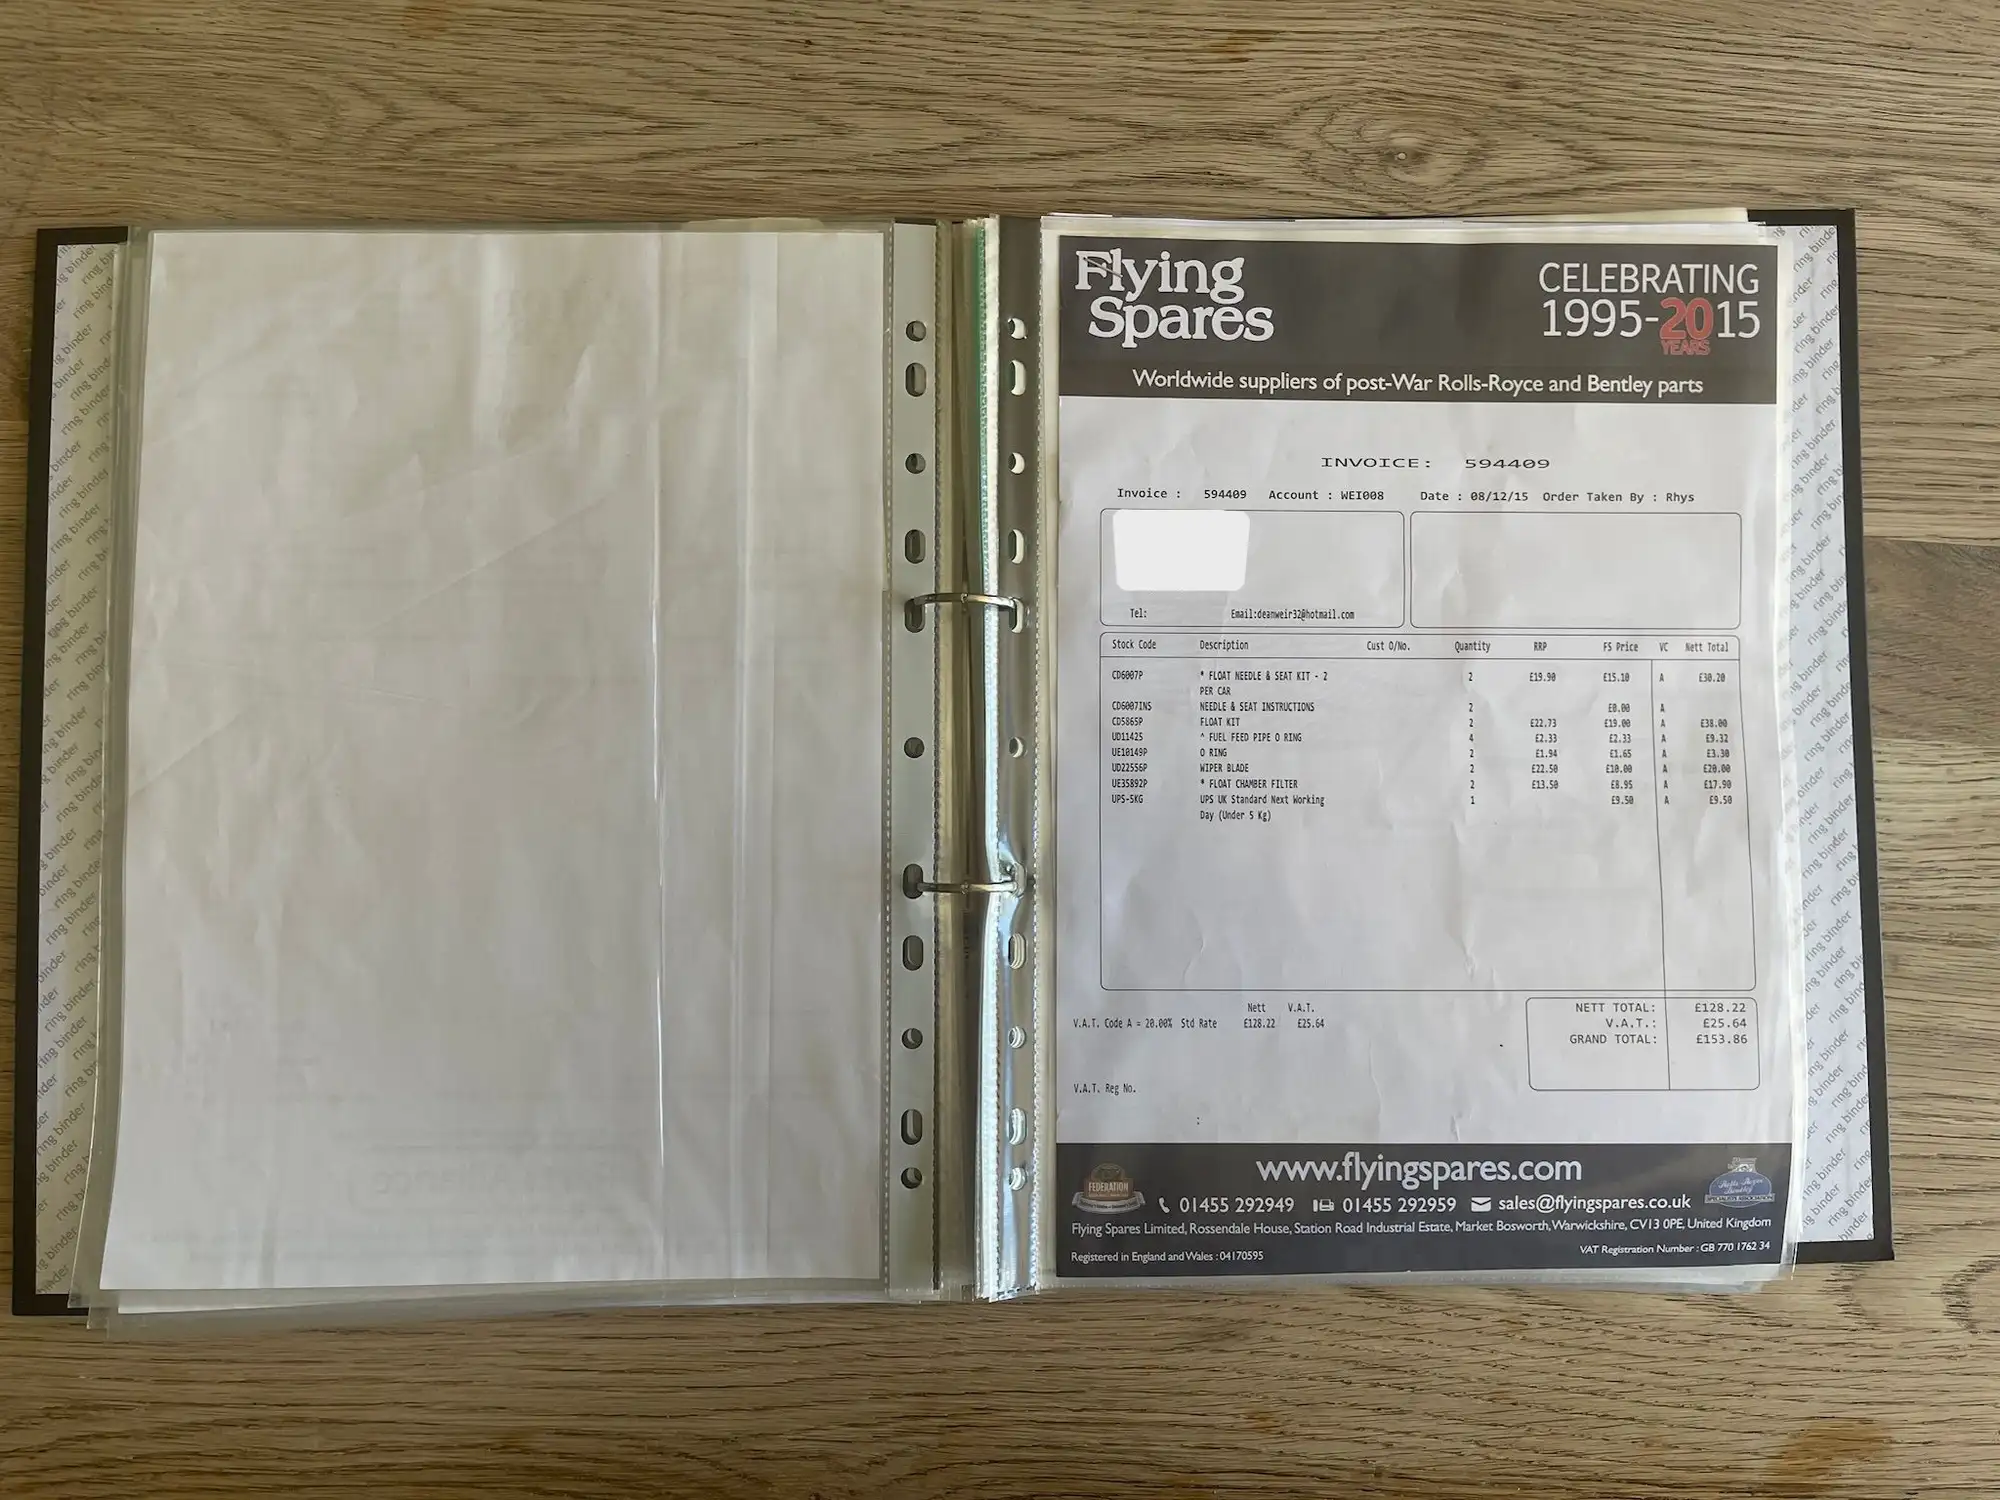 Flying
Spares
CELEBRATING
1995-2015
20
YEARS
Worldwide suppliers of post-War Rolls-Royce and Bentley parts
INVOICE: 594409
Invoice : 594409 Account : WEI008 Date : 08/12/15 Order Taken By : Rhys
Tel: Email:deanweir32@hotmail.com
Stock Code Description Cust O/No. Quantity RRP FS Price VC Nett Total
CD6007P * FLOAT NEEDLE & SEAT KIT - 2 2 £19.90 £15.10 A £30.20
PER CAR
CD6007INS NEEDLE & SEAT INSTRUCTIONS 2 £0.00 A
CD5865P FLOAT KIT 2 £22.73 £19.00 A £38.00
UD11425 ^ FUEL FEED PIPE O RING 4 £2.33 £2.33 A £9.32
UE10149P O RING 2 £1.94 £1.65 A £3.30
UD22556P WIPER BLADE 2 £22.50 £10.00 A £20.00
UE35892P * FLOAT CHAMBER FILTER 2 £13.50 £8.95 A £17.90
UPS-5KG UPS UK Standard Next Working 1 £9.50 A £9.50
Day (Under 5 Kg)
Nett V.A.T.
V.A.T. Code A = 20.00% Std Rate £128.22 £25.64
NETT TOTAL: £128.22
V.A.T.: £25.64
GRAND TOTAL: £153.86
V.A.T. Reg No.
:
www.flyingspares.com
FEDERATION
01455 292949 01455 292959 sales@flyingspares.co.uk
Flying Spares Limited, Rossendale House, Station Road Industrial Estate, Market Bosworth, Warwickshire, CV13 0PE, United Kingdom
Registered in England and Wales : 04170595
VAT Registration Number : GB 770 1762 34
ring binder